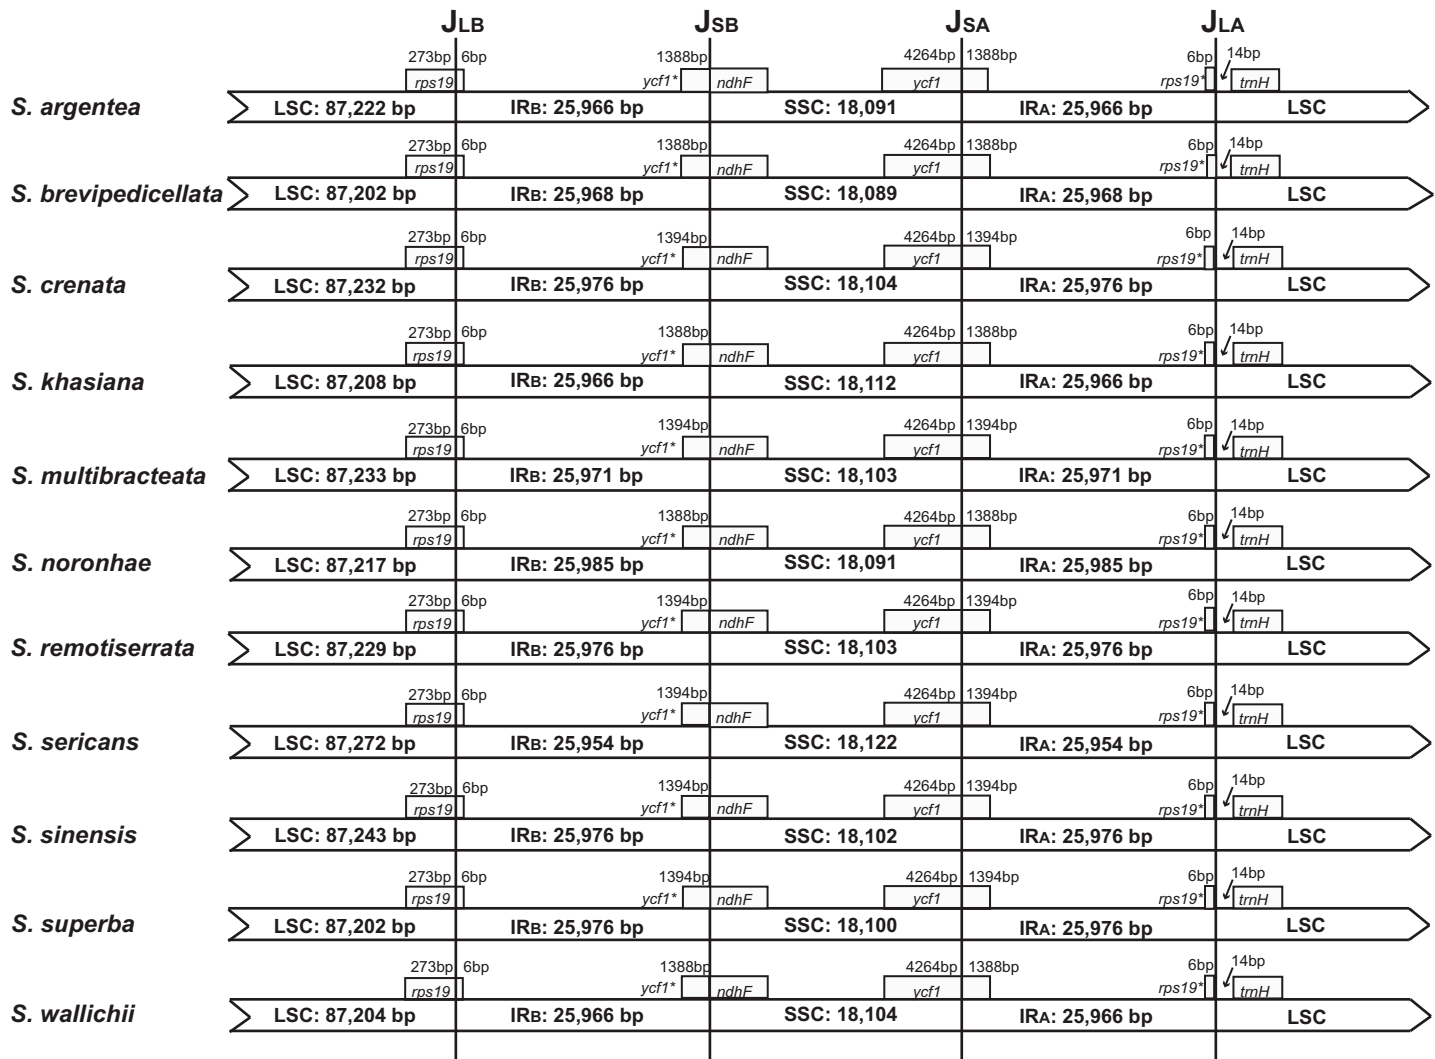 JLB JSB JSA JLA
273bp 6bp 1388bp 4264bp 1388bp 6bp 14bp
rps19 ycf1* ndhF ycf1 rps19* trnH
S. argentea LSC: 87,222 bp IRB: 25,966 bp SSC: 18,091 IRA: 25,966 bp LSC
273bp 6bp 1388bp 4264bp 1388bp 6bp 14bp
rps19 ycf1* ndhF ycf1 rps19* trnH
S. brevipedicellata LSC: 87,202 bp IRB: 25,968 bp SSC: 18,089 IRA: 25,968 bp LSC
273bp 6bp 1394bp 4264bp 1394bp 6bp 14bp
rps19 ycf1* ndhF ycf1 rps19* trnH
S. crenata LSC: 87,232 bp IRB: 25,976 bp SSC: 18,104 IRA: 25,976 bp LSC
273bp 6bp 1388bp 4264bp 1388bp 6bp 14bp
rps19 ycf1* ndhF ycf1 rps19* trnH
S. khasiana LSC: 87,208 bp IRB: 25,966 bp SSC: 18,112 IRA: 25,966 bp LSC
273bp 6bp 1394bp 4264bp 1394bp 6bp 14bp
rps19 ycf1* ndhF ycf1 rps19* trnH
S. multibracteata LSC: 87,233 bp IRB: 25,971 bp SSC: 18,103 IRA: 25,971 bp LSC
273bp 6bp 1388bp 4264bp 1388bp 6bp 14bp
rps19 ycf1* ndhF ycf1 rps19* trnH
S. noronhae LSC: 87,217 bp IRB: 25,985 bp SSC: 18,091 IRA: 25,985 bp LSC
273bp 6bp 1394bp 4264bp 1394bp 6bp 14bp
rps19 ycf1* ndhF ycf1 rps19* trnH
S. remotiserrata LSC: 87,229 bp IRB: 25,976 bp SSC: 18,103 IRA: 25,976 bp LSC
273bp 6bp 1394bp 4264bp 1394bp 6bp 14bp
rps19 ycf1* ndhF ycf1 rps19* trnH
S. sericans LSC: 87,272 bp IRB: 25,954 bp SSC: 18,122 IRA: 25,954 bp LSC
273bp 6bp 1394bp 4264bp 1394bp 6bp 14bp
rps19 ycf1* ndhF ycf1 rps19* trnH
S. sinensis LSC: 87,243 bp IRB: 25,976 bp SSC: 18,102 IRA: 25,976 bp LSC
273bp 6bp 1394bp 4264bp 1394bp 6bp 14bp
rps19 ycf1* ndhF ycf1 rps19* trnH
S. superba LSC: 87,202 bp IRB: 25,976 bp SSC: 18,100 IRA: 25,976 bp LSC
273bp 6bp 1388bp 4264bp 1388bp 6bp 14bp
rps19 ycf1* ndhF ycf1 rps19* trnH
S. wallichii LSC: 87,204 bp IRB: 25,966 bp SSC: 18,104 IRA: 25,966 bp LSC